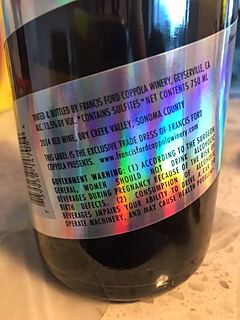 VINTED & BOTTLED BY FRANCIS FORD COPPOLA WINERY, GEYSERVILLE, CA
ALC. 13.5% BY VOL. * CONTAINS SULFITES * NET CONTENTS 750 ML
2014 RED WINE, DRY CREEK VALLEY, SONOMA COUNTY
THIS LABEL IS THE EXCLUSIVE TRADE DRESS OF FRANCIS FORD
COPPOLA PRESENTS. www.francisfordcoppolawinery.com
GOVERNMENT WARNING: (1) ACCORDING TO THE SURGEON
GENERAL, WOMEN SHOULD NOT DRINK ALCOHOLIC
BEVERAGES DURING PREGNANCY BECAUSE OF THE RISK OF
BIRTH DEFECTS. (2) CONSUMPTION OF ALCOHOLIC
BEVERAGES IMPAIRS YOUR ABILITY TO DRIVE A CAR OR
OPERATE MACHINERY, AND MAY CAUSE HEALTH PROBLEMS.